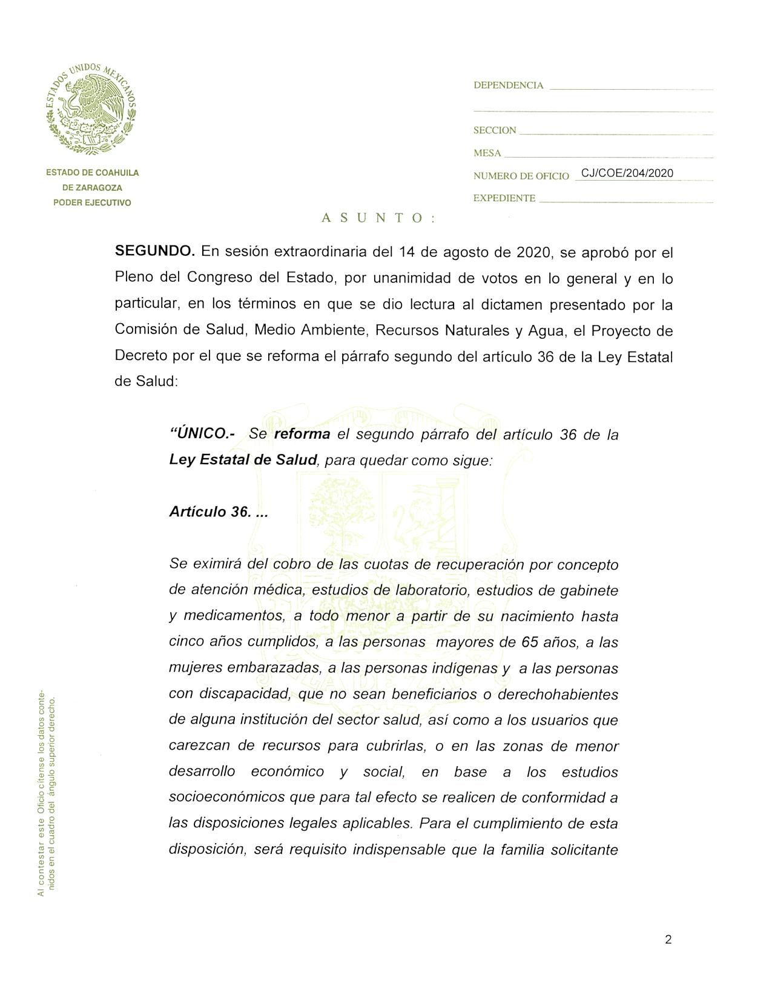 ESTADOS UNIDOS MEXICANOS
ESTADO DE COAHUILA
DE ZARAGOZA
PODER EJECUTIVO
DEPENDENCIA
SECCION
MESA
NUMERO DE OFICIO CJ/COE/204/2020
EXPEDIENTE
A S U N T O :
SEGUNDO. En sesión extraordinaria del 14 de agosto de 2020, se aprobó por el
Pleno del Congreso del Estado, por unanimidad de votos en lo general y en lo
particular, en los términos en que se dio lectura al dictamen presentado por la
Comisión de Salud, Medio Ambiente, Recursos Naturales y Agua, el Proyecto de
Decreto por el que se reforma el párrafo segundo del artículo 36 de la Ley Estatal
de Salud:
“ÚNICO.- Se reforma el segundo párrafo del artículo 36 de la
Ley Estatal de Salud, para quedar como sigue:
Artículo 36. ...
Se eximirá del cobro de las cuotas de recuperación por concepto
de atención médica, estudios de laboratorio, estudios de gabinete
y medicamentos, a todo menor a partir de su nacimiento hasta
cinco años cumplidos, a las personas mayores de 65 años, a las
mujeres embarazadas, a las personas indígenas y a las personas
con discapacidad, que no sean beneficiarios o derechohabientes
de alguna institución del sector salud, así como a los usuarios que
carezcan de recursos para cubrirlas, o en las zonas de menor
desarrollo económico y social, en base a los estudios
socioeconómicos que para tal efecto se realicen de conformidad a
las disposiciones legales aplicables. Para el cumplimiento de esta
disposición, será requisito indispensable que la familia solicitante
Al contestar este Oficio cítense los datos conte-
nidos en el cuadro del ángulo superior derecho.
2